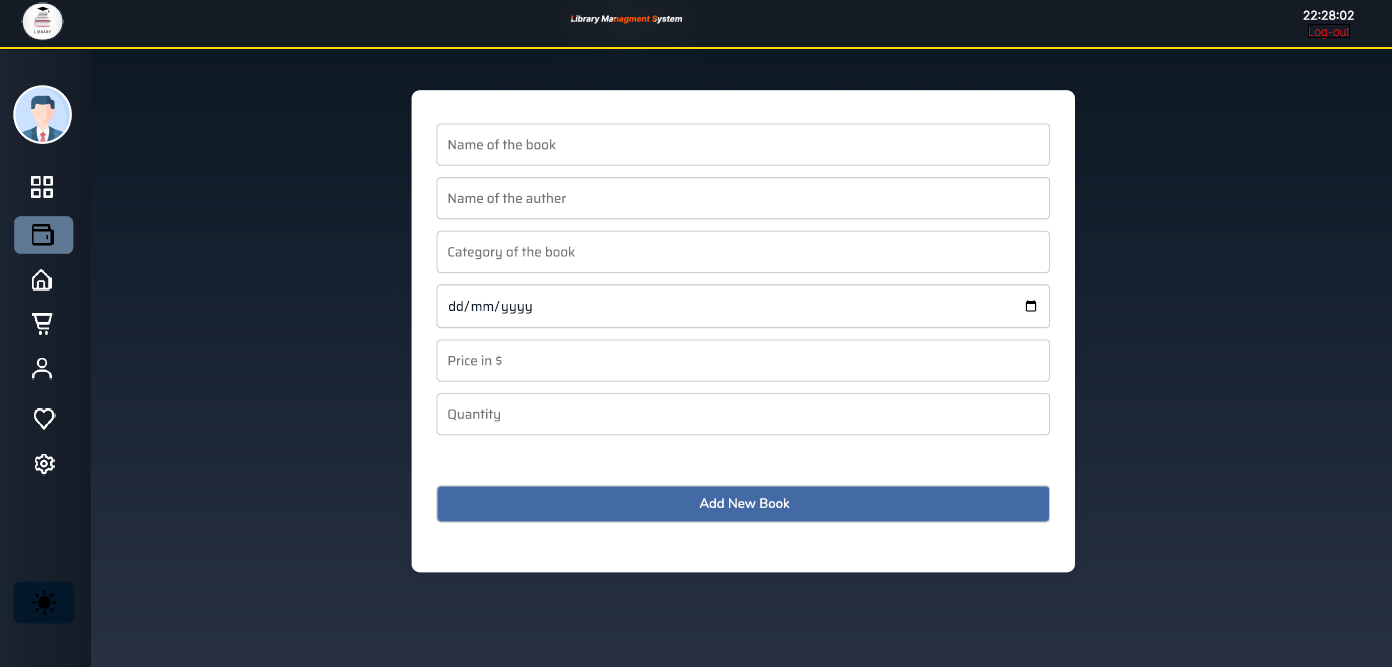 LIBRARY
Library Managment System
22:28:02
Log-out
Name of the book
Name of the auther
Category of the book
dd/mm/yyyy
Price in $
Quantity
Add New Book